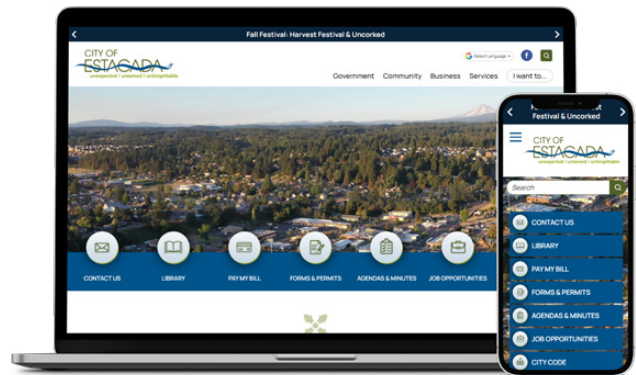 Fall Festival: Harvest Festival & Uncorked
CITY OF
ESTACADA
unexpected / untamed / unforgettable
Select Language
Government Community Business Services I want to...
CONTACT US LIBRARY PAY MY BILL FORMS & PERMITS AGENDAS & MINUTES JOB OPPORTUNITIES
Festival & Uncorked
CITY OF
ESTACADA
unexpected / untamed / unforgettable
Search
CONTACT US
LIBRARY
PAY MY BILL
FORMS & PERMITS
AGENDAS & MINUTES
JOB OPPORTUNITIES
CITY CODE